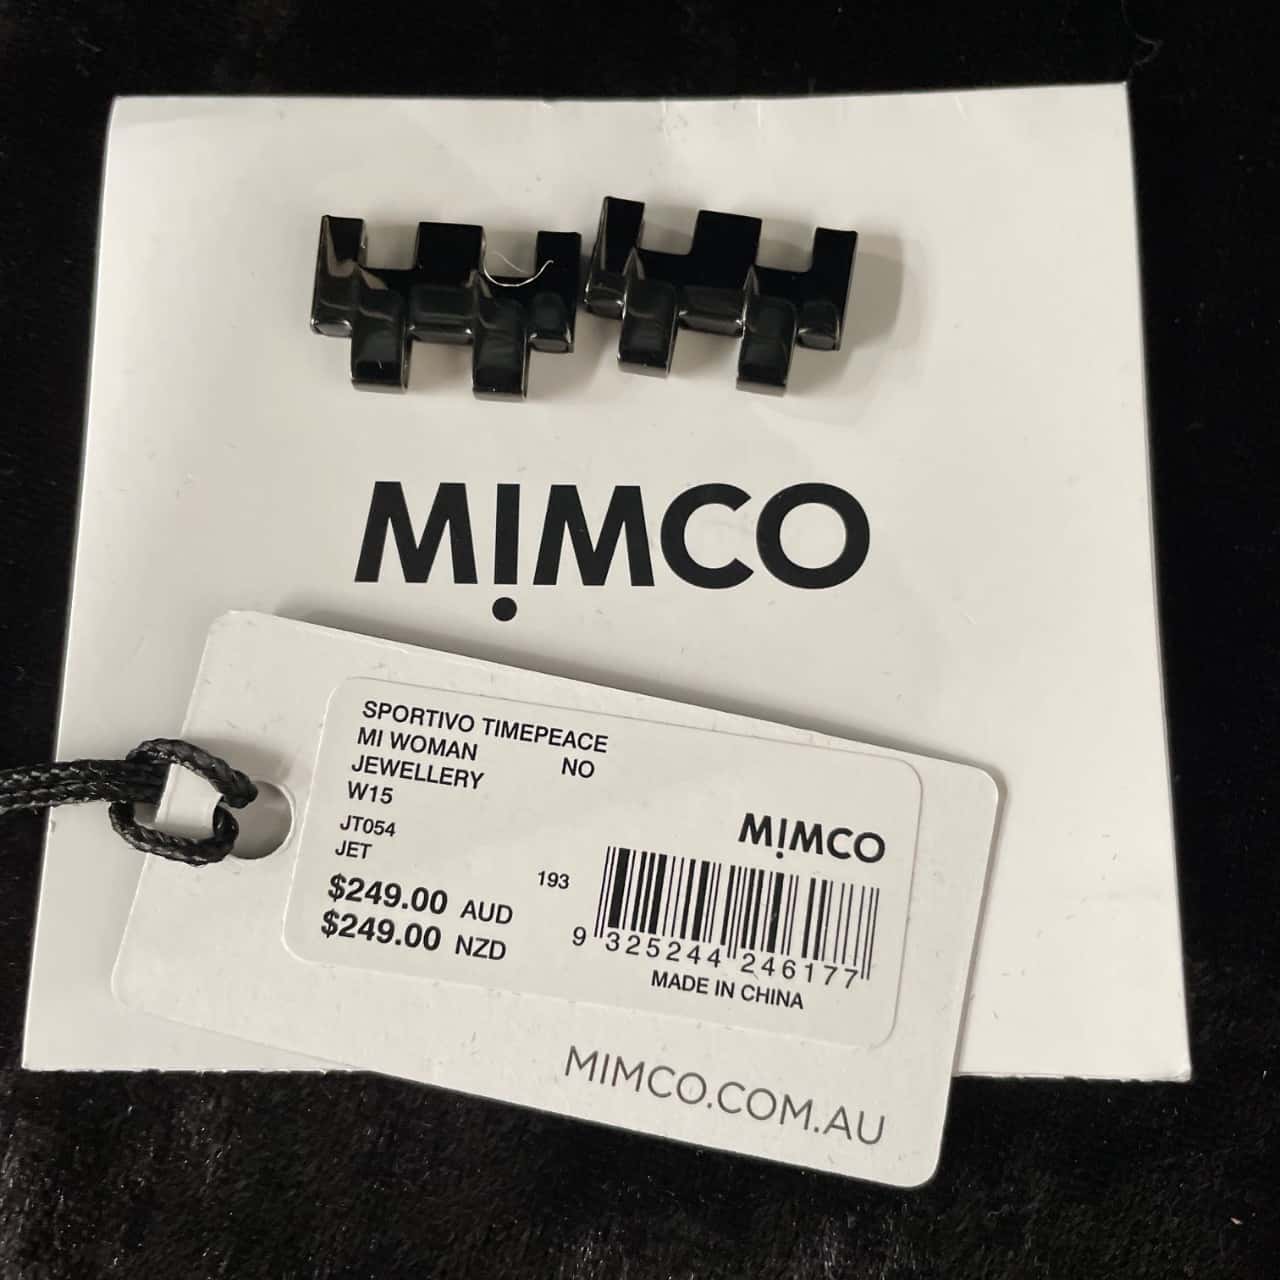 MIMCO
SPORTIVO TIMEPEACE
MI WOMAN NO
JEWELLERY
W15
JT054
JET
$249.00 AUD
$249.00 NZD
193
MIMCO
9 325244 246177
MADE IN CHINA
MIMCO.COM.AU